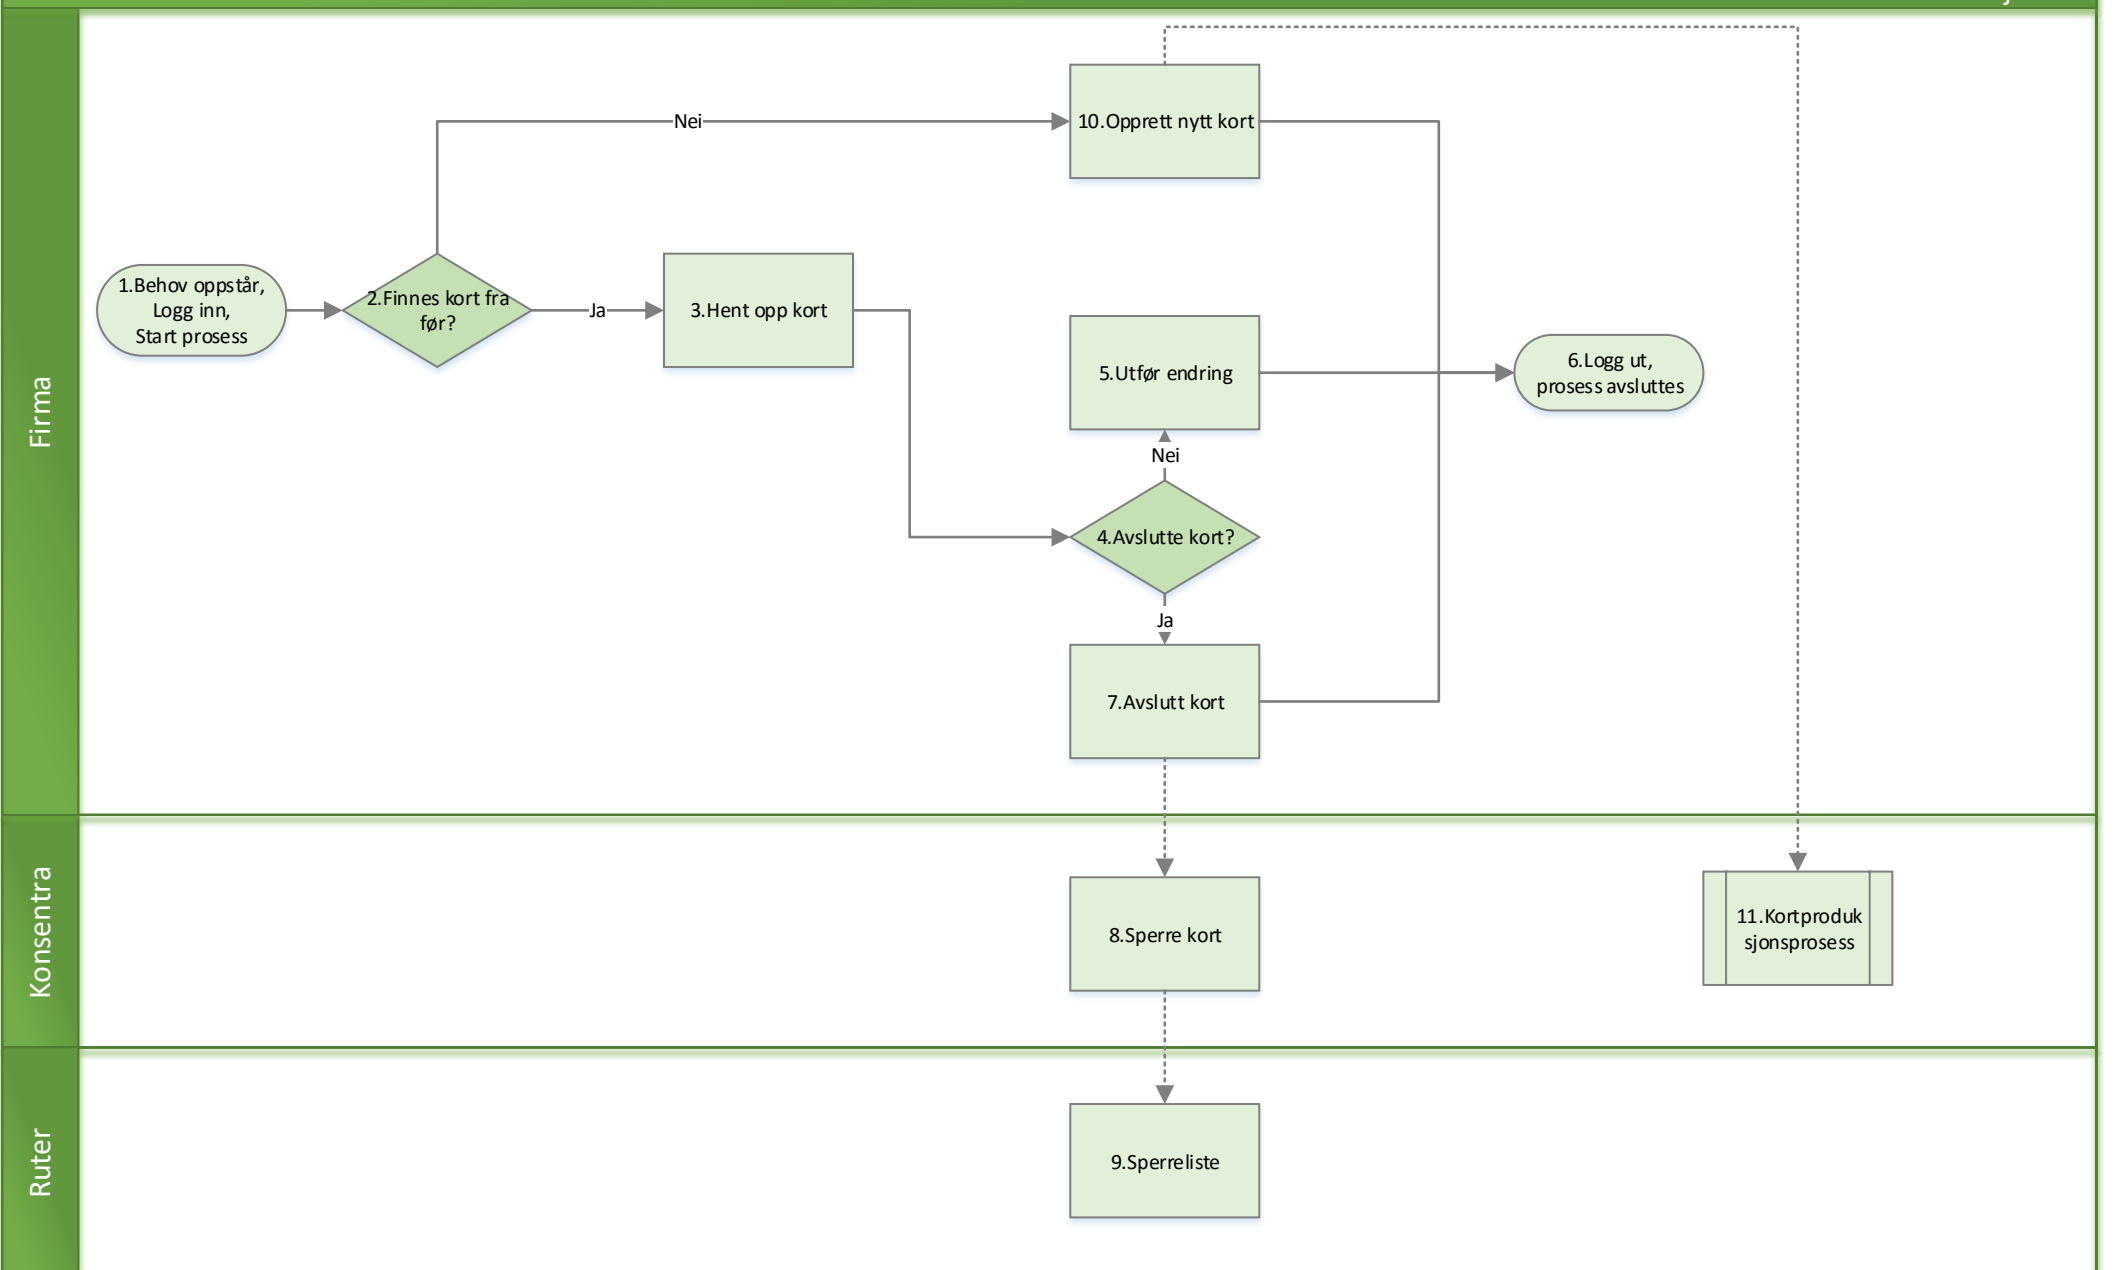 10.Opprett nytt kort
Nei
1.Behov oppstår,
Logg inn,
Start prosess
2.Finnes kort fra
før?
Ja
3.Hent opp kort
5.Utfør endring
6.Logg ut,
prosess avsluttes
Nei
4.Avslutte kort?
Ja
7.Avslutt kort
Firma
8.Sperre kort
11.Kortproduk
sjonsprosess
Konsentra
9.Sperreliste
Ruter